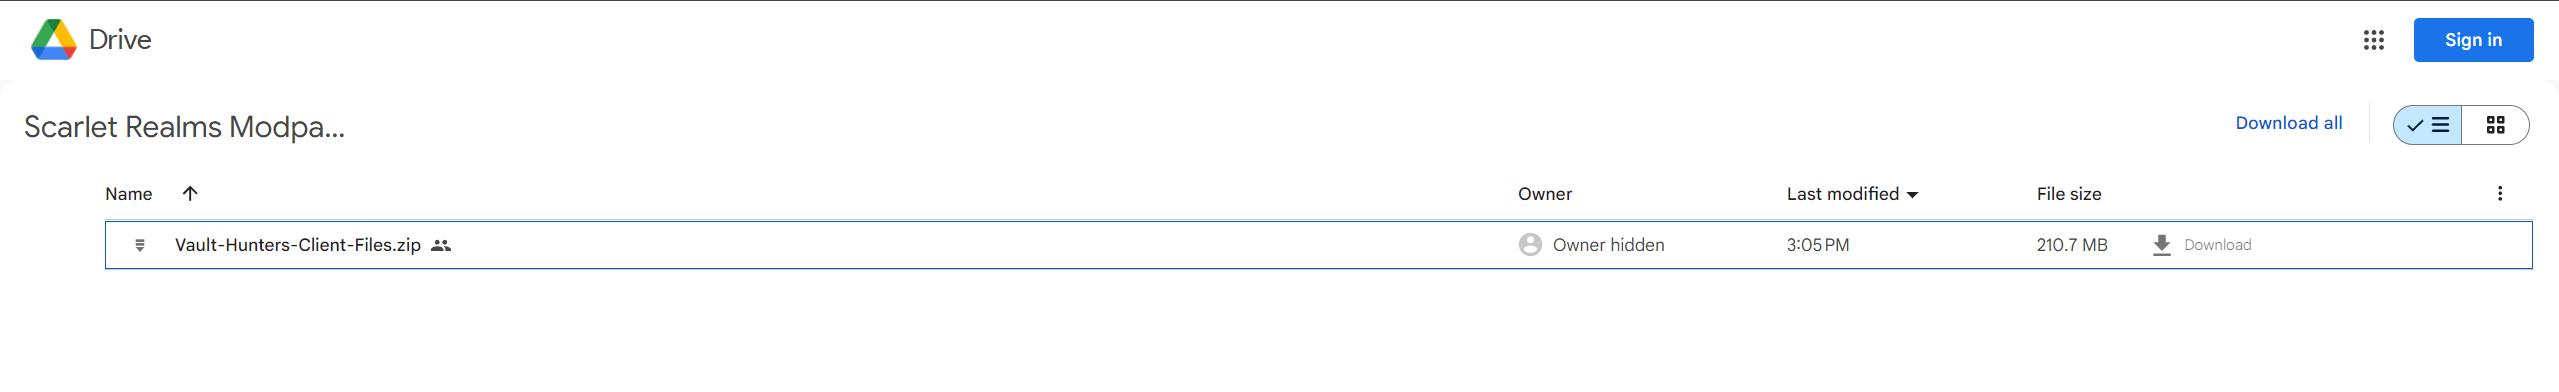 Drive
Sign in
Scarlet Realms Modpa...
Download all
Name Owner Last modified File size
Vault-Hunters-Client-Files.zip Owner hidden 3:05 PM 210.7 MB Download